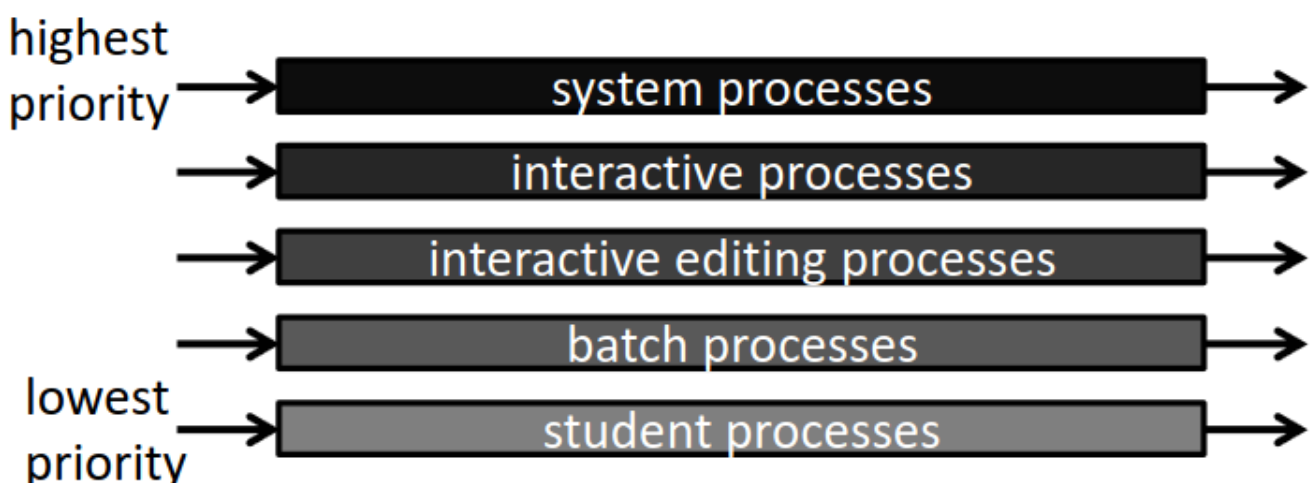 highest
priority
system processes
interactive processes
interactive editing processes
batch processes
lowest
priority
student processes